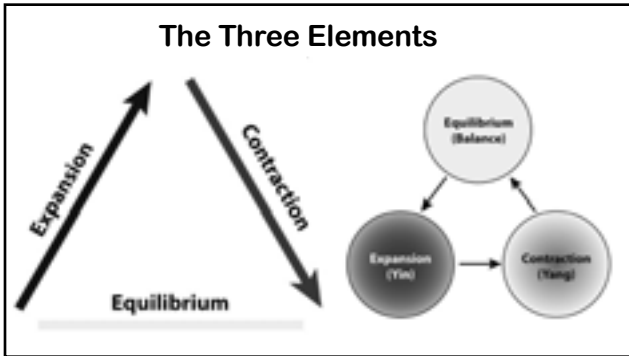 The Three Elements
Expansion
Contraction
Equilibrium
Equilibrium
(Balance)
Expansion
(Yin)
Contraction
(Yang)